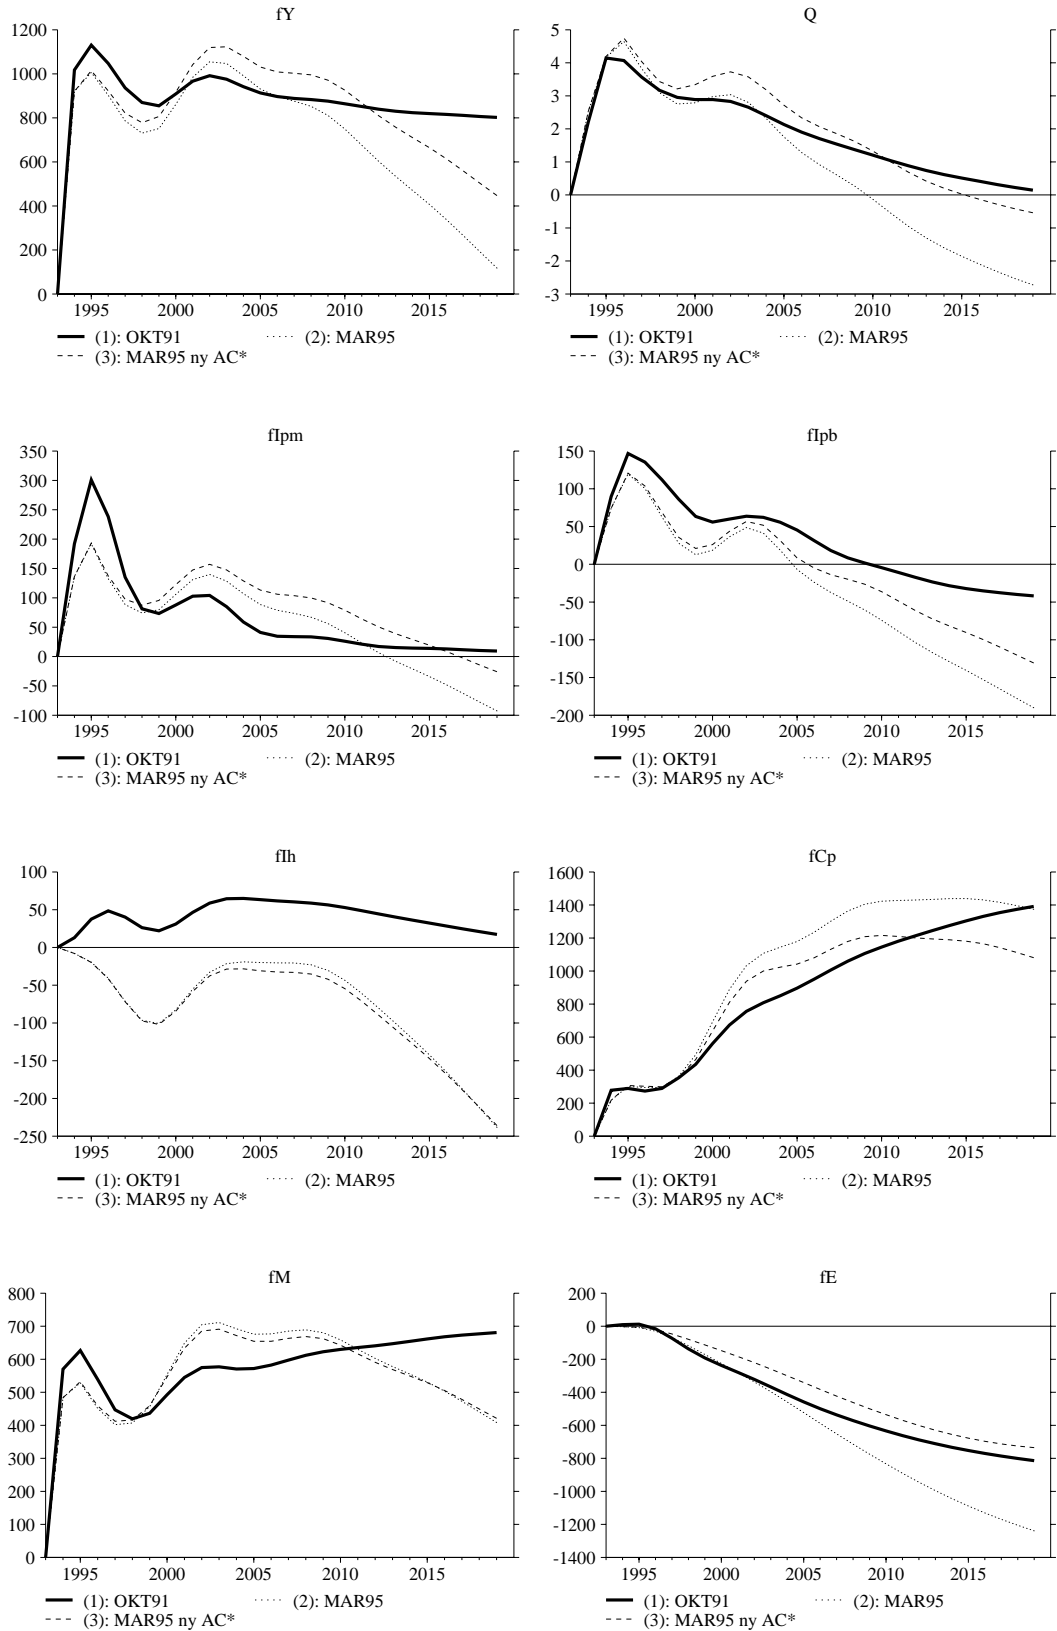 fY
1200
1000
800
600
400
200
0
1995 2000 2005 2010 2015
(1): OKT91 (2): MAR95
(3): MAR95 ny AC*
Q
5
4
3
2
1
0
-1
-2
-3
1995 2000 2005 2010 2015
(1): OKT91 (2): MAR95
(3): MAR95 ny AC*
fIpm
350
300
250
200
150
100
50
0
-50
-100
1995 2000 2005 2010 2015
(1): OKT91 (2): MAR95
(3): MAR95 ny AC*
fIpb
150
100
50
0
-50
-100
-150
-200
1995 2000 2005 2010 2015
(1): OKT91 (2): MAR95
(3): MAR95 ny AC*
fIh
100
50
0
-50
-100
-150
-200
-250
1995 2000 2005 2010 2015
(1): OKT91 (2): MAR95
(3): MAR95 ny AC*
fCp
1600
1400
1200
1000
800
600
400
200
0
1995 2000 2005 2010 2015
(1): OKT91 (2): MAR95
(3): MAR95 ny AC*
fM
800
700
600
500
400
300
200
100
0
1995 2000 2005 2010 2015
(1): OKT91 (2): MAR95
(3): MAR95 ny AC*
fE
200
0
-200
-400
-600
-800
-1000
-1200
-1400
1995 2000 2005 2010 2015
(1): OKT91 (2): MAR95
(3): MAR95 ny AC*